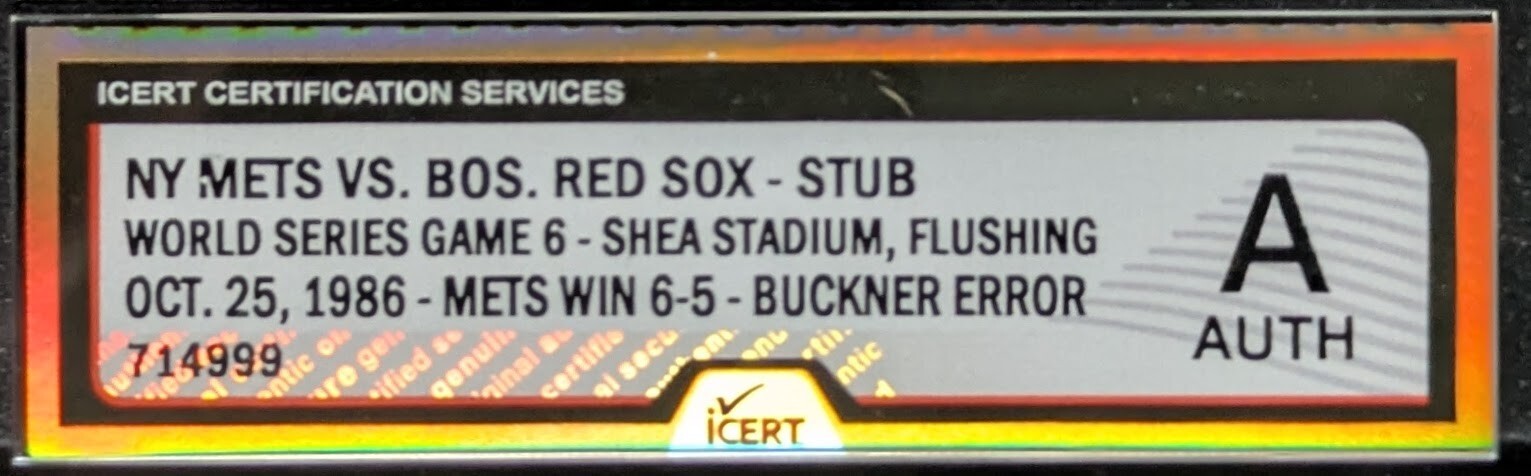 ICERT CERTIFICATION SERVICES
NY METS VS. BOS. RED SOX - STUB
WORLD SERIES GAME 6 - SHEA STADIUM, FLUSHING
OCT. 25, 1986 - METS WIN 6-5 - BUCKNER ERROR
714999
A
AUTH
iCERT